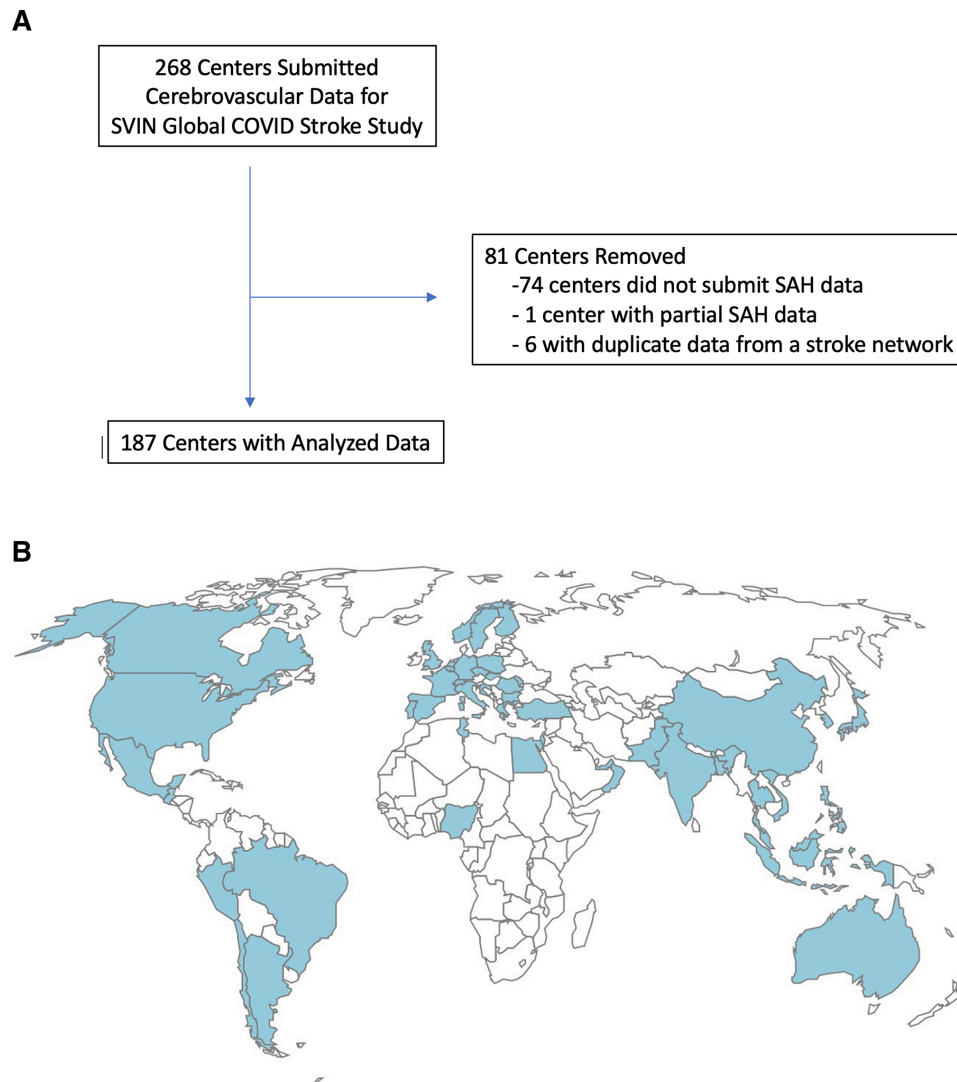 A
268 Centers Submitted
Cerebrovascular Data for
SVIN Global COVID Stroke Study
81 Centers Removed
-74 centers did not submit SAH data
- 1 center with partial SAH data
- 6 with duplicate data from a stroke network
187 Centers with Analyzed Data
B